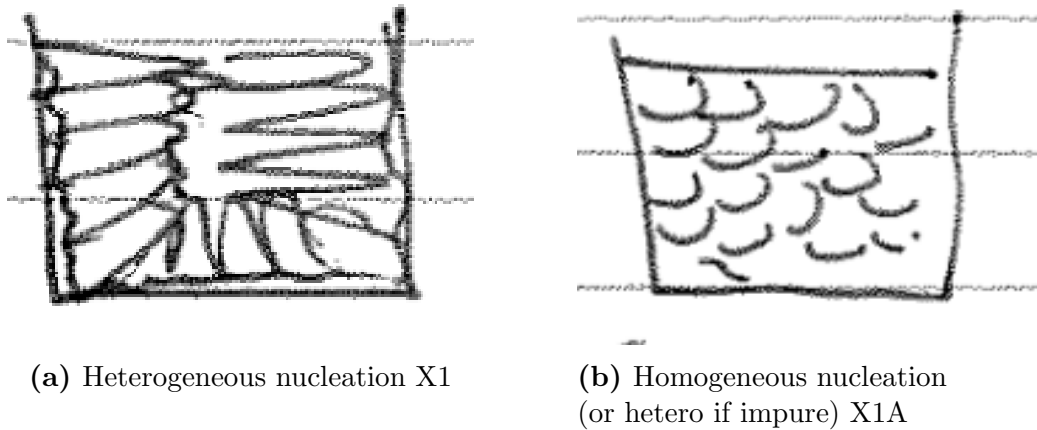 (a) Heterogeneous nucleation X1
(b) Homogeneous nucleation
(or hetero if impure) X1A